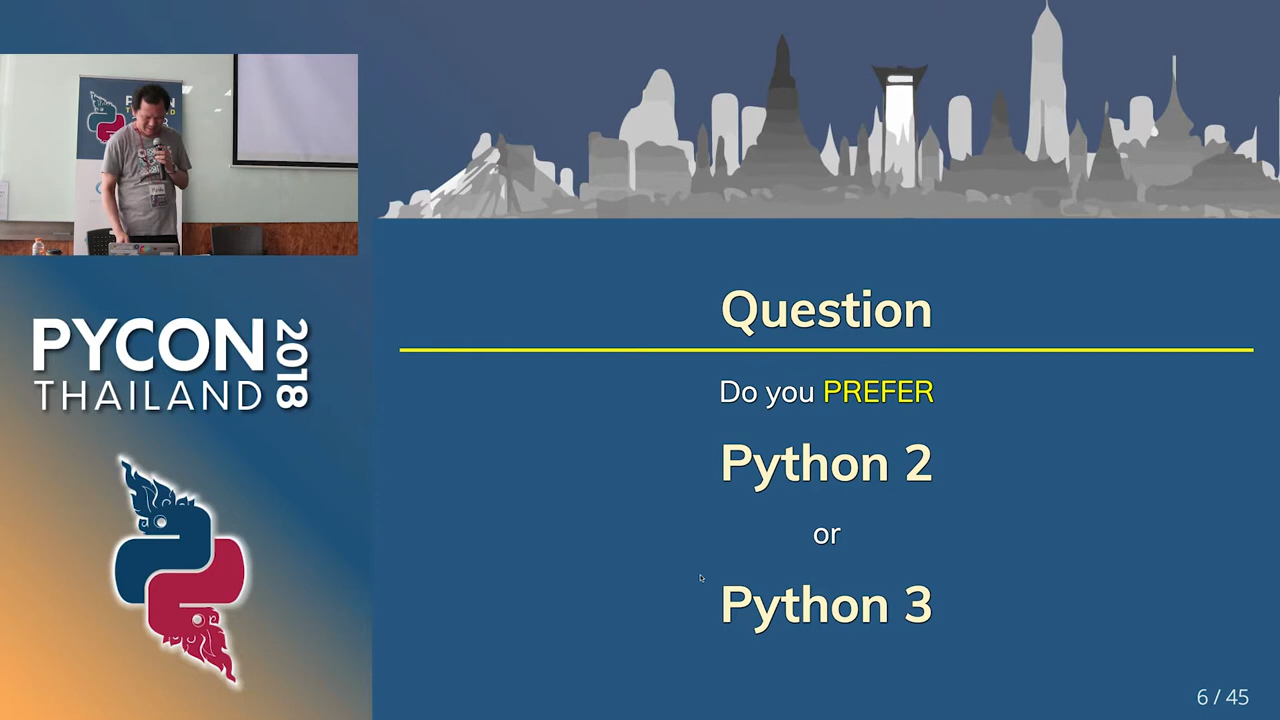 PYCON
THAILAND
2018
Question
Do you PREFER
Python 2
or
Python 3
6 / 45